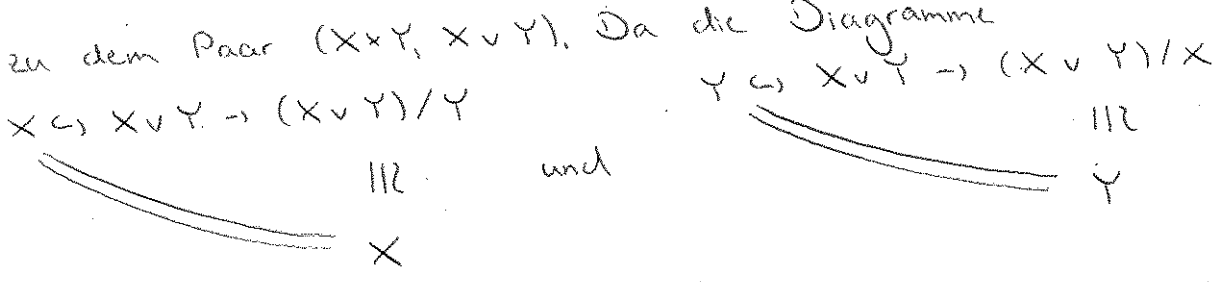 zu dem Paar (X×Y, X∨Y). Da die Diagramme
X ↪ X∨Y → (X∨Y)/Y
≅
X
und
Y ↪ X∨Y → (X∨Y)/X
≅
Y